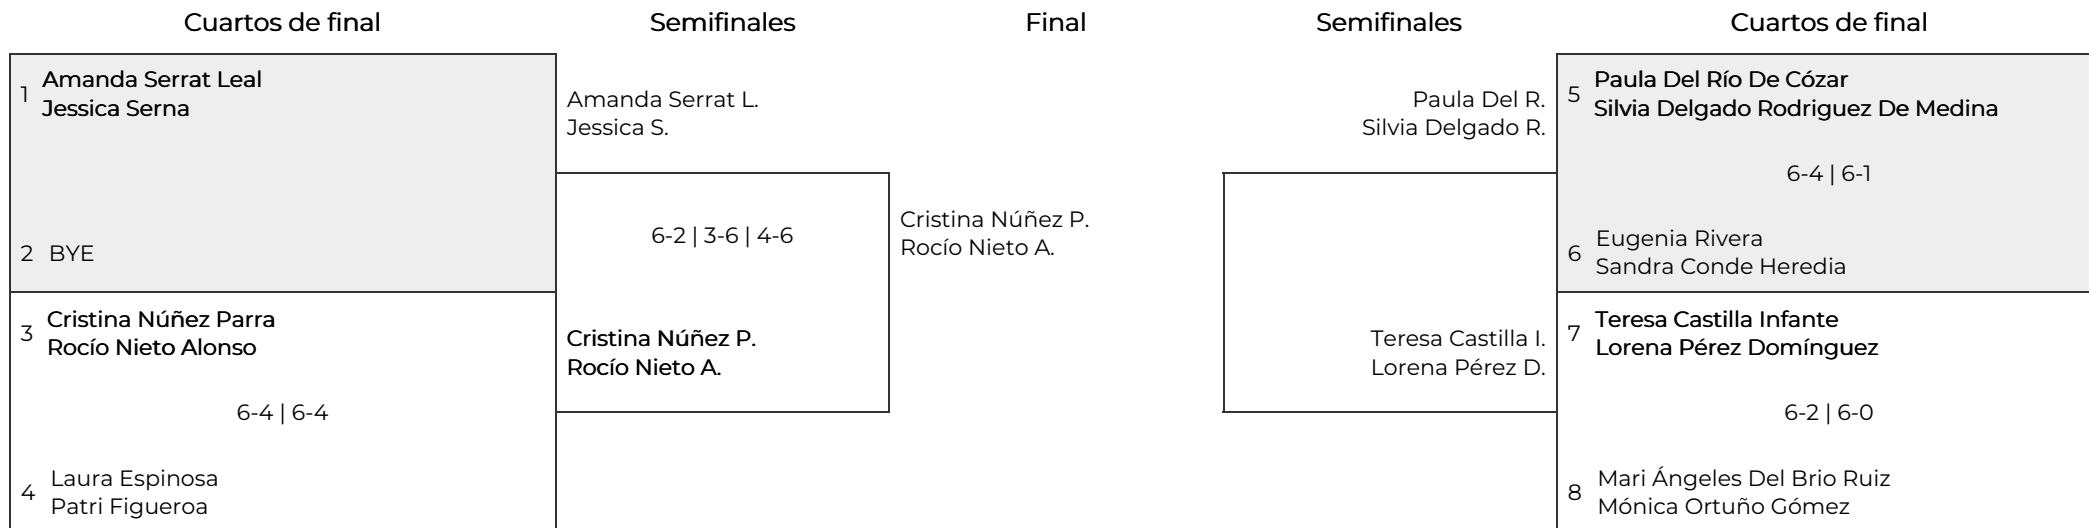 Cuartos de final
Semifinales
Final
Semifinales
Cuartos de final
1
Amanda Serrat Leal
Jessica Serna
2 BYE
3
Cristina Núñez Parra
Rocío Nieto Alonso
6-4 | 6-4
4
Laura Espinosa
Patri Figueroa
Amanda Serrat L.
Jessica S.
6-2 | 3-6 | 4-6
Cristina Núñez P.
Rocío Nieto A.
Cristina Núñez P.
Rocío Nieto A.
Paula Del R.
Silvia Delgado R.
Teresa Castilla I.
Lorena Pérez D.
5
Paula Del Río De Cózar
Silvia Delgado Rodriguez De Medina
6-4 | 6-1
6
Eugenia Rivera
Sandra Conde Heredia
7
Teresa Castilla Infante
Lorena Pérez Domínguez
6-2 | 6-0
8
Mari Ángeles Del Brio Ruiz
Mónica Ortuño Gómez